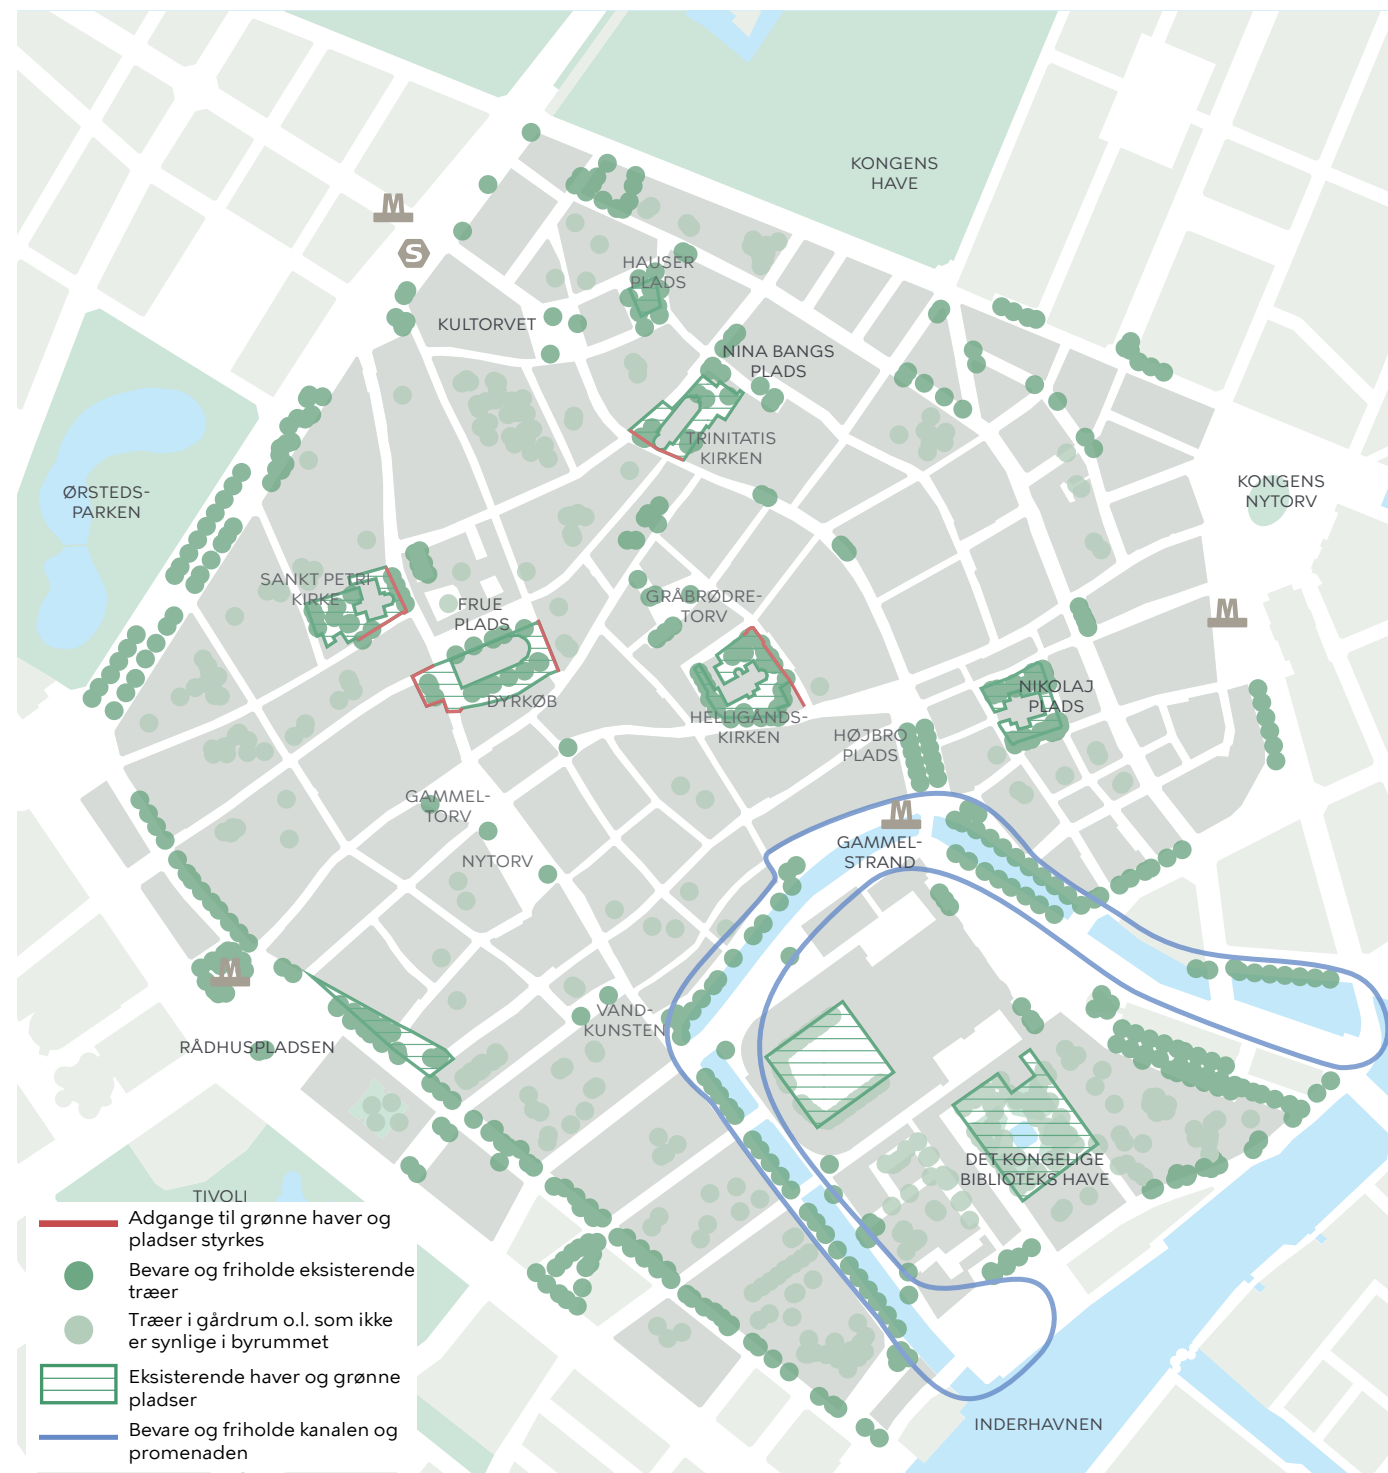 KONGENS
HAVE
M
S
HAUSER
PLADS
KULTORVET
NINA BANGS
PLADS
TRINITATIS
KIRKEN
ØRSTEDS-
PARKEN
KONGENS
NYTORV
SANKT PETRI
KIRKE
FRUE
PLADS
GRÅBRØDRE-
TORV
M
DYRKØB
NIKOLAJ
PLADS
HELLIGÅNDS-
KIRKEN
HØJBRO
PLADS
GAMMEL-
TORV
M
GAMMEL-
STRAND
NYTORV
M
VAND-
KUNSTEN
RÅDHUSPLADSEN
DET KONGELIGE
BIBLIOTEKS HAVE
TIVOLI
INDERHAVNEN
Adgange til grønne haver og
pladser styrkes
Bevare og friholde eksisterende
træer
Træer i gårdrum o.l. som ikke
er synlige i byrummet
Eksisterende haver og grønne
pladser
Bevare og friholde kanalen og
promenaden